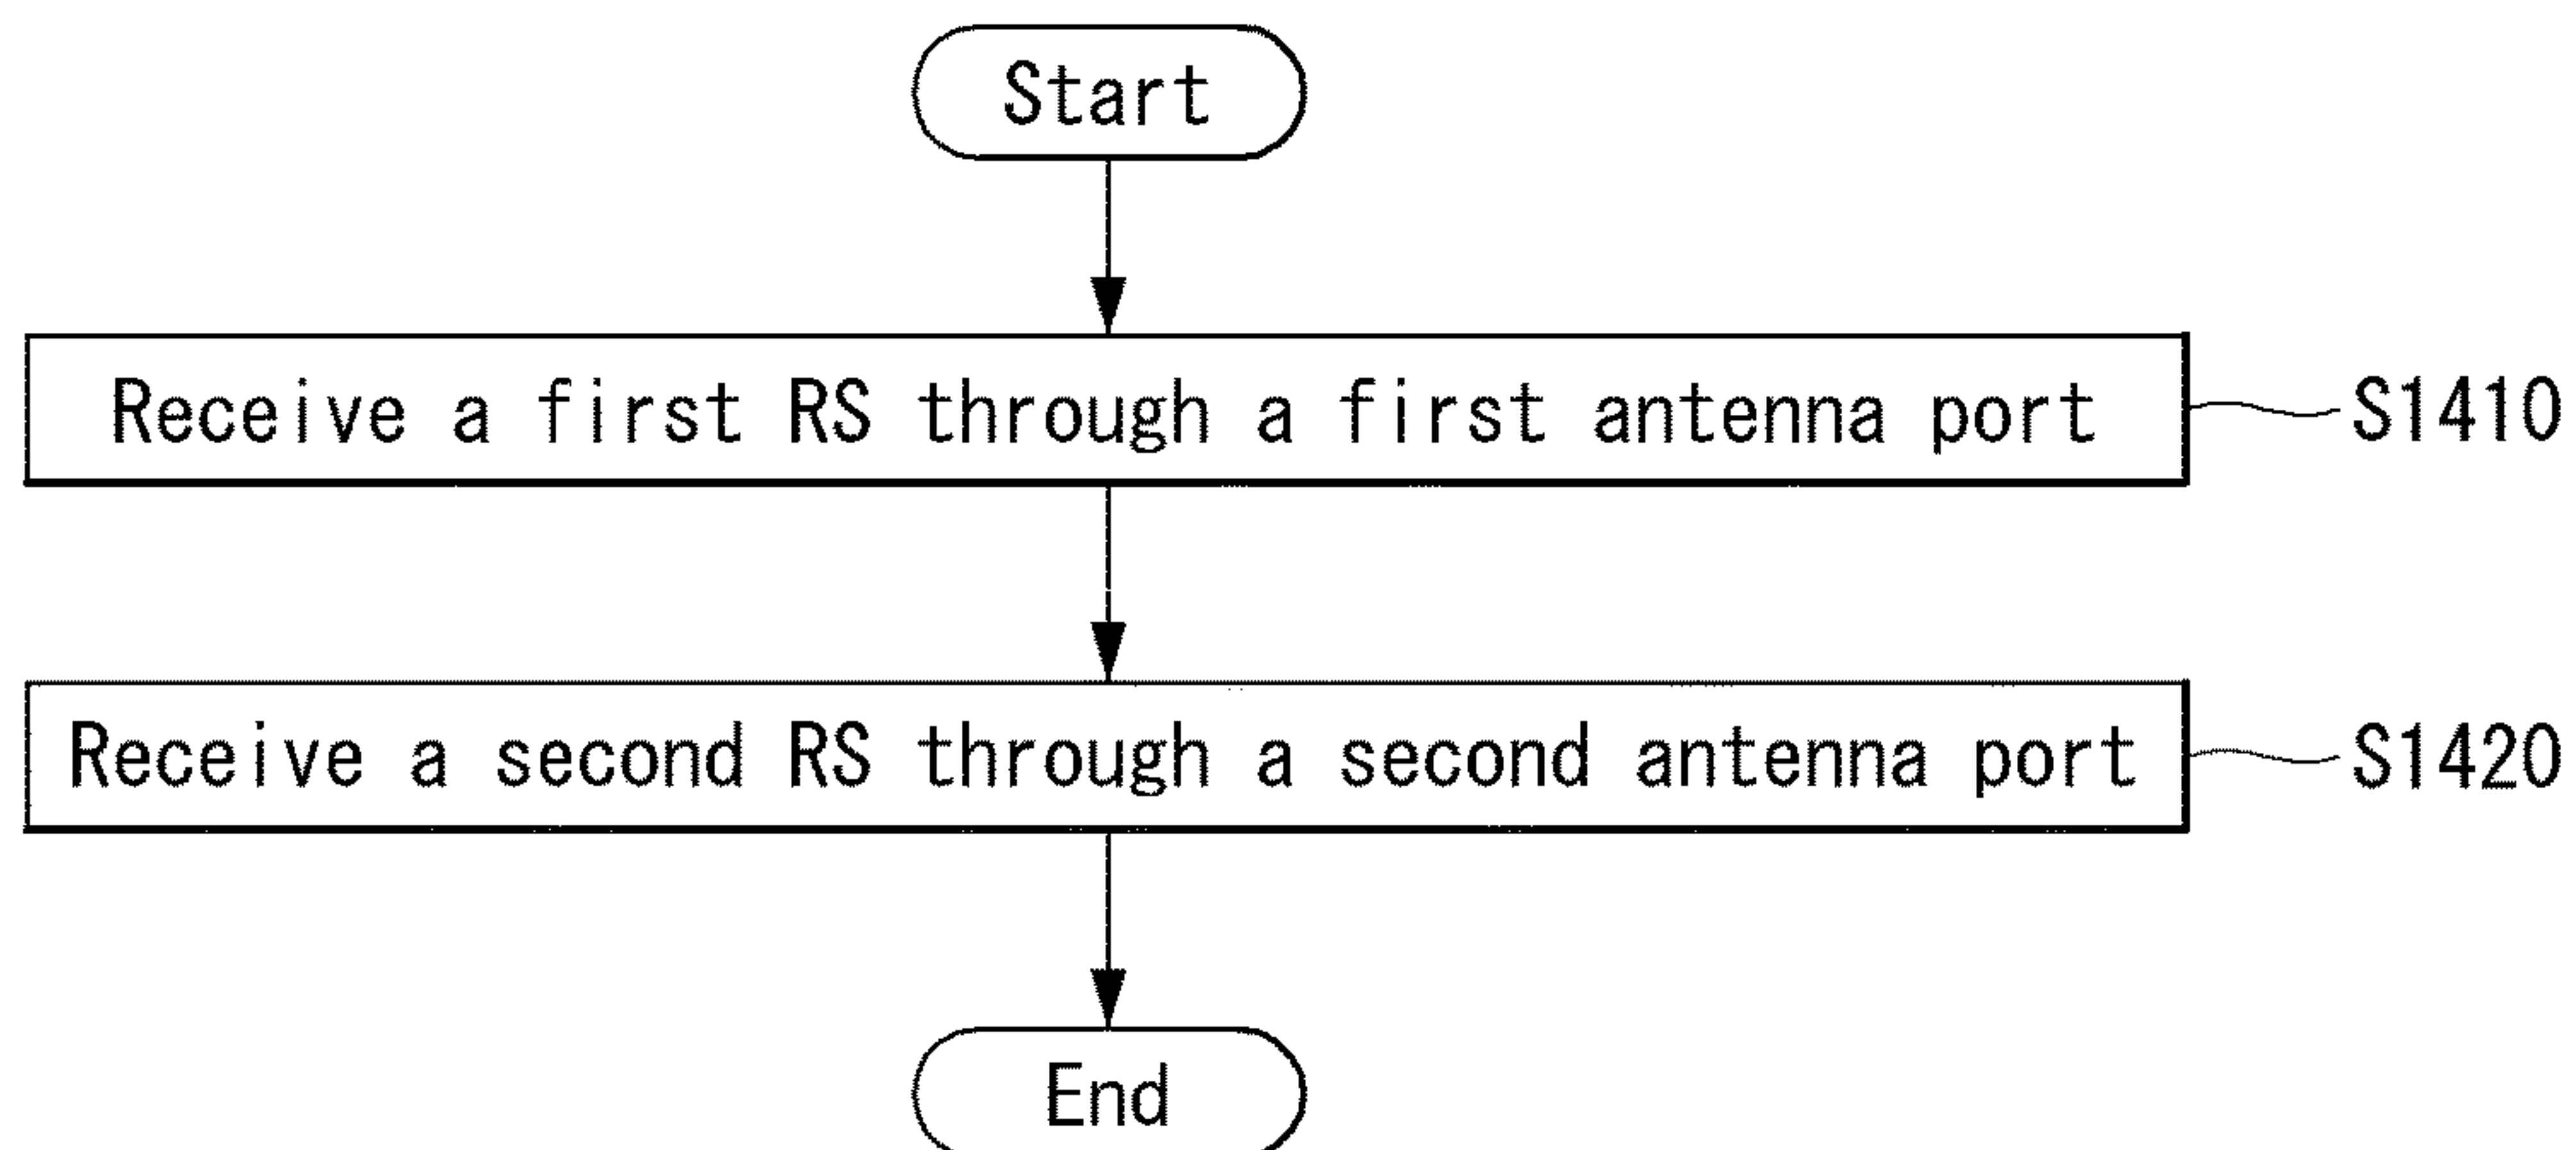 Start
Receive a first RS through a first antenna port
S1410
Receive a second RS through a second antenna port
S1420
End